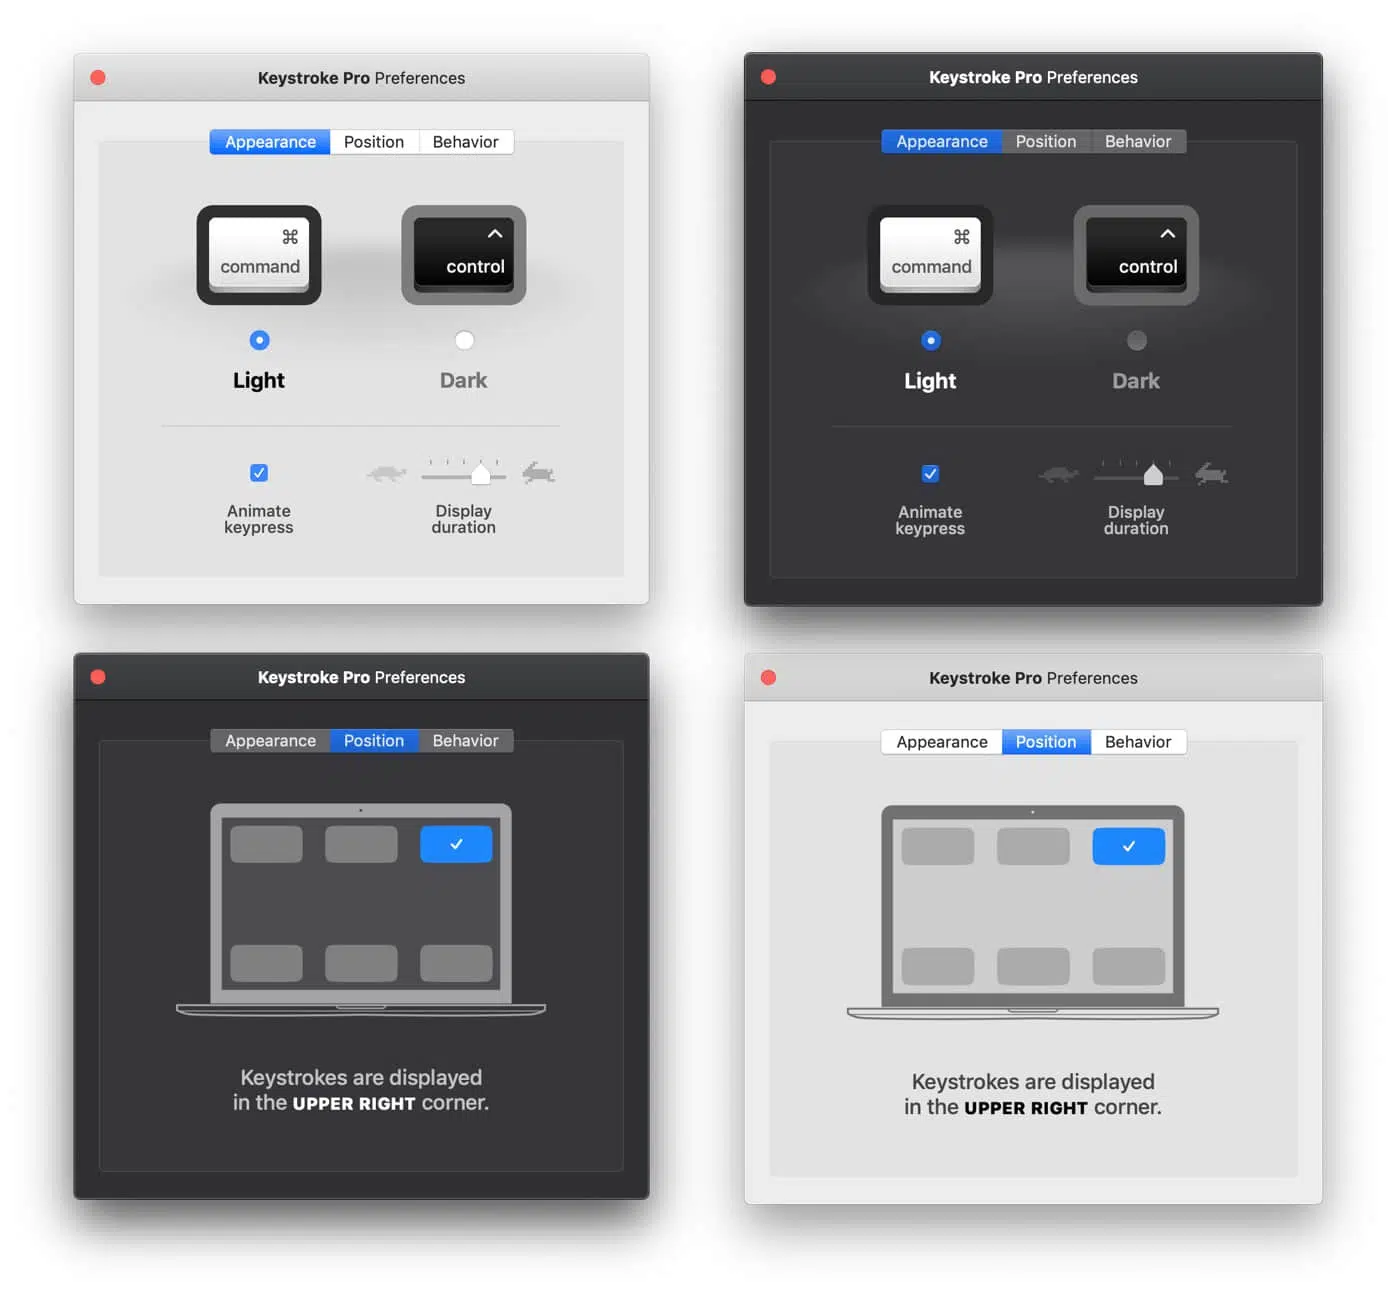 Keystroke Pro Preferences
Appearance Position Behavior
⌘
command
^
control
Light
Dark
Animate
keypress
Display
duration
Keystroke Pro Preferences
Appearance Position Behavior
⌘
command
^
control
Light
Dark
Animate
keypress
Display
duration
Keystroke Pro Preferences
Appearance Position Behavior
Keystrokes are displayed
in the UPPER RIGHT corner.
Keystroke Pro Preferences
Appearance Position Behavior
Keystrokes are displayed
in the UPPER RIGHT corner.